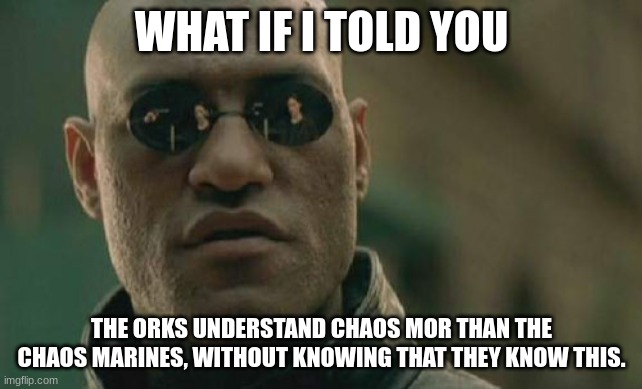 WHAT IF I TOLD YOU
THE ORKS UNDERSTAND CHAOS MOR THAN THE
CHAOS MARINES, WITHOUT KNOWING THAT THEY KNOW THIS.
imgflip.com